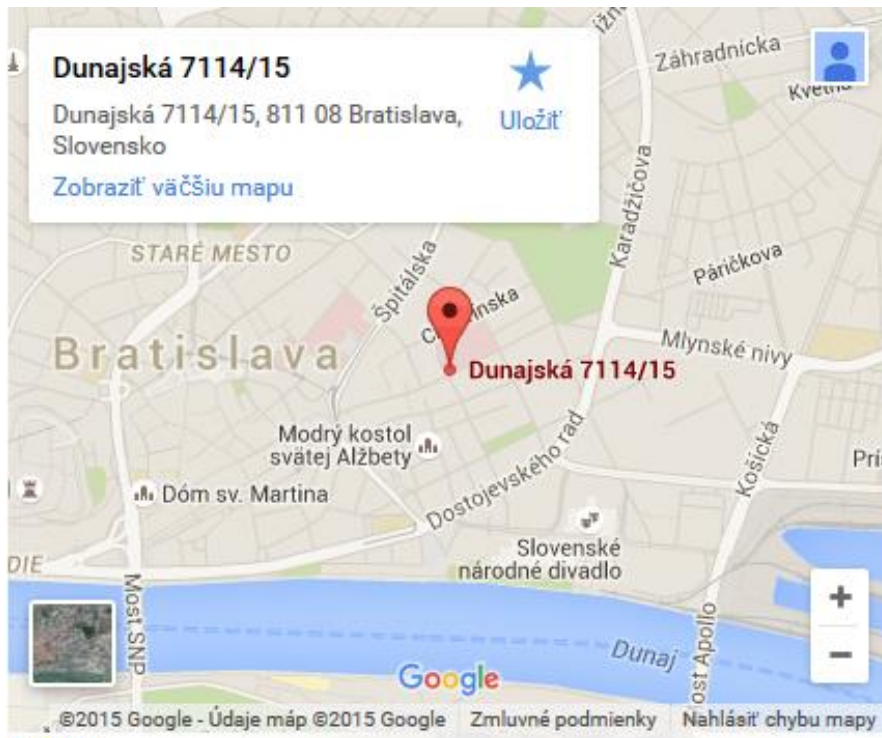 Dunajská 7114/15
Dunajská 7114/15, 811 08 Bratislava,
Slovensko
Uložiť
Zobraziť väčšiu mapu
Záhradnícka
Kvetná
Karadžičova
STARÉ MESTO
Špitálska
Páričkova
Mlynské nivy
Bratislava
Dunajská 7114/15
Modrý kostol
svätej Alžbety
Košická
Dostojevského rad
Dóm sv. Martina
Slovenské
národné divadlo
Most SNP
Dunaj
ost Apollo
Google
©2015 Google - Údaje máp ©2015 Google
Zmluvné podmienky
Nahlásiť chybu mapy